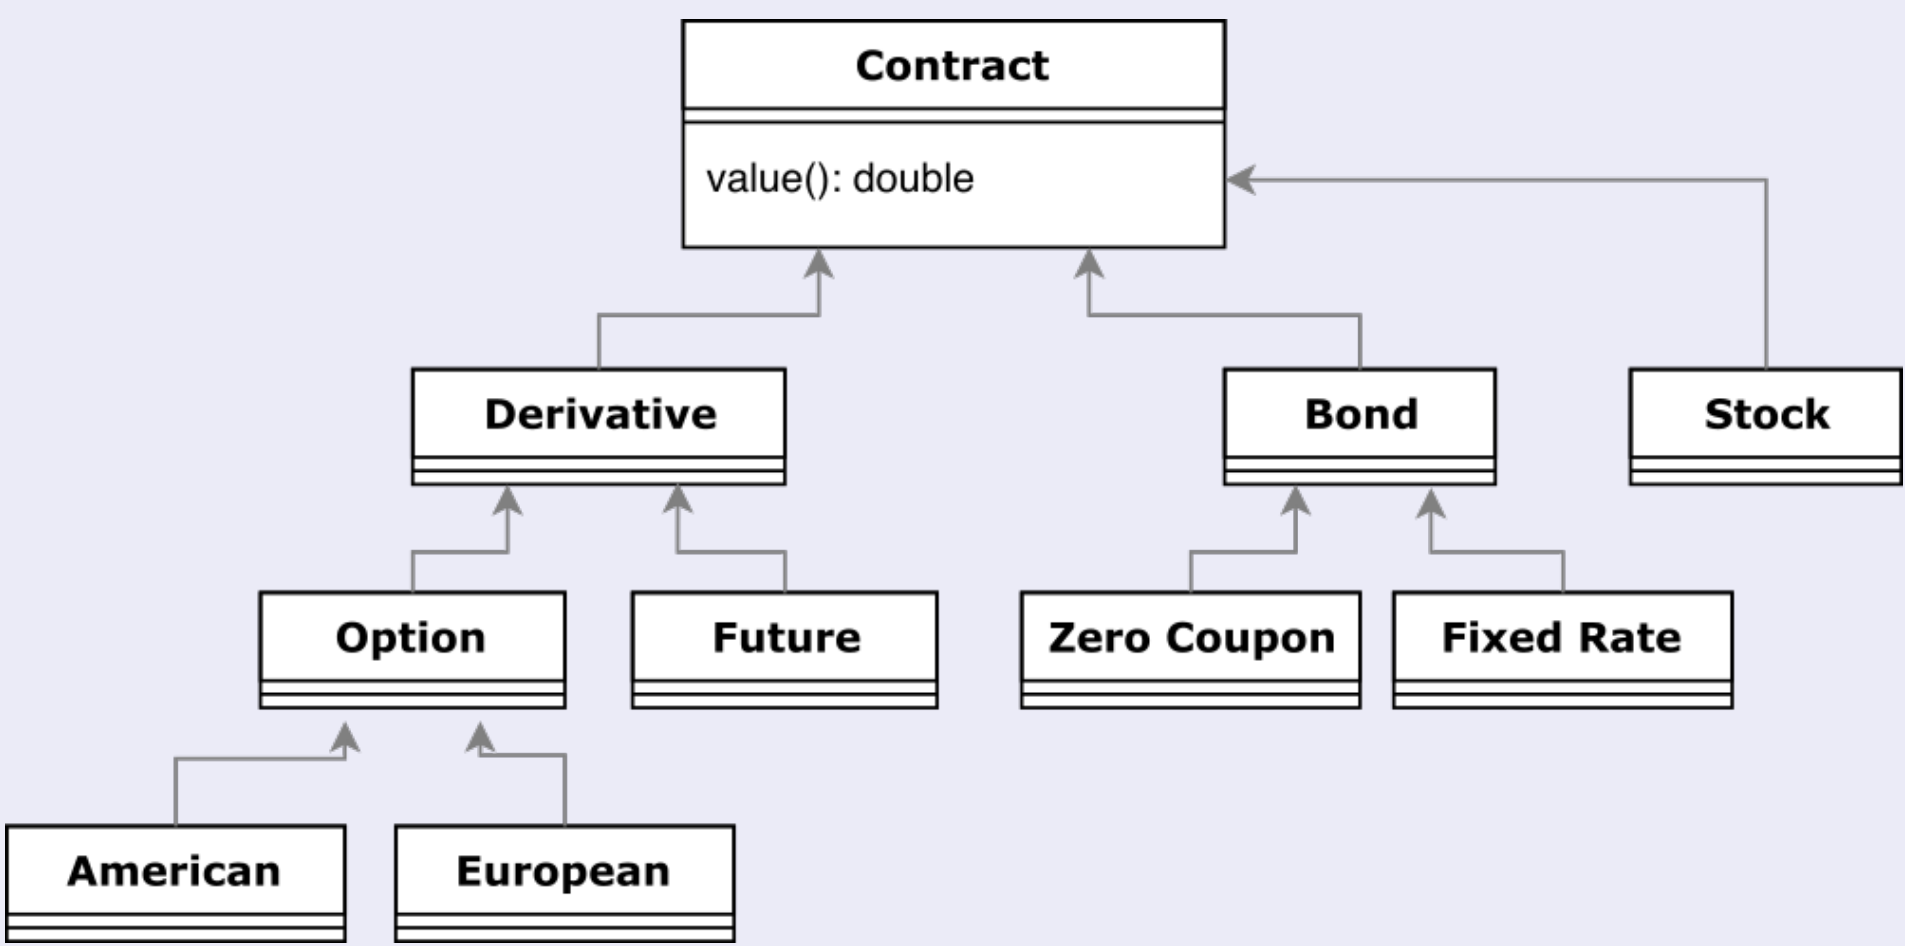 Contract
value(): double
Derivative
Bond
Stock
Option
Future
Zero Coupon
Fixed Rate
American
European